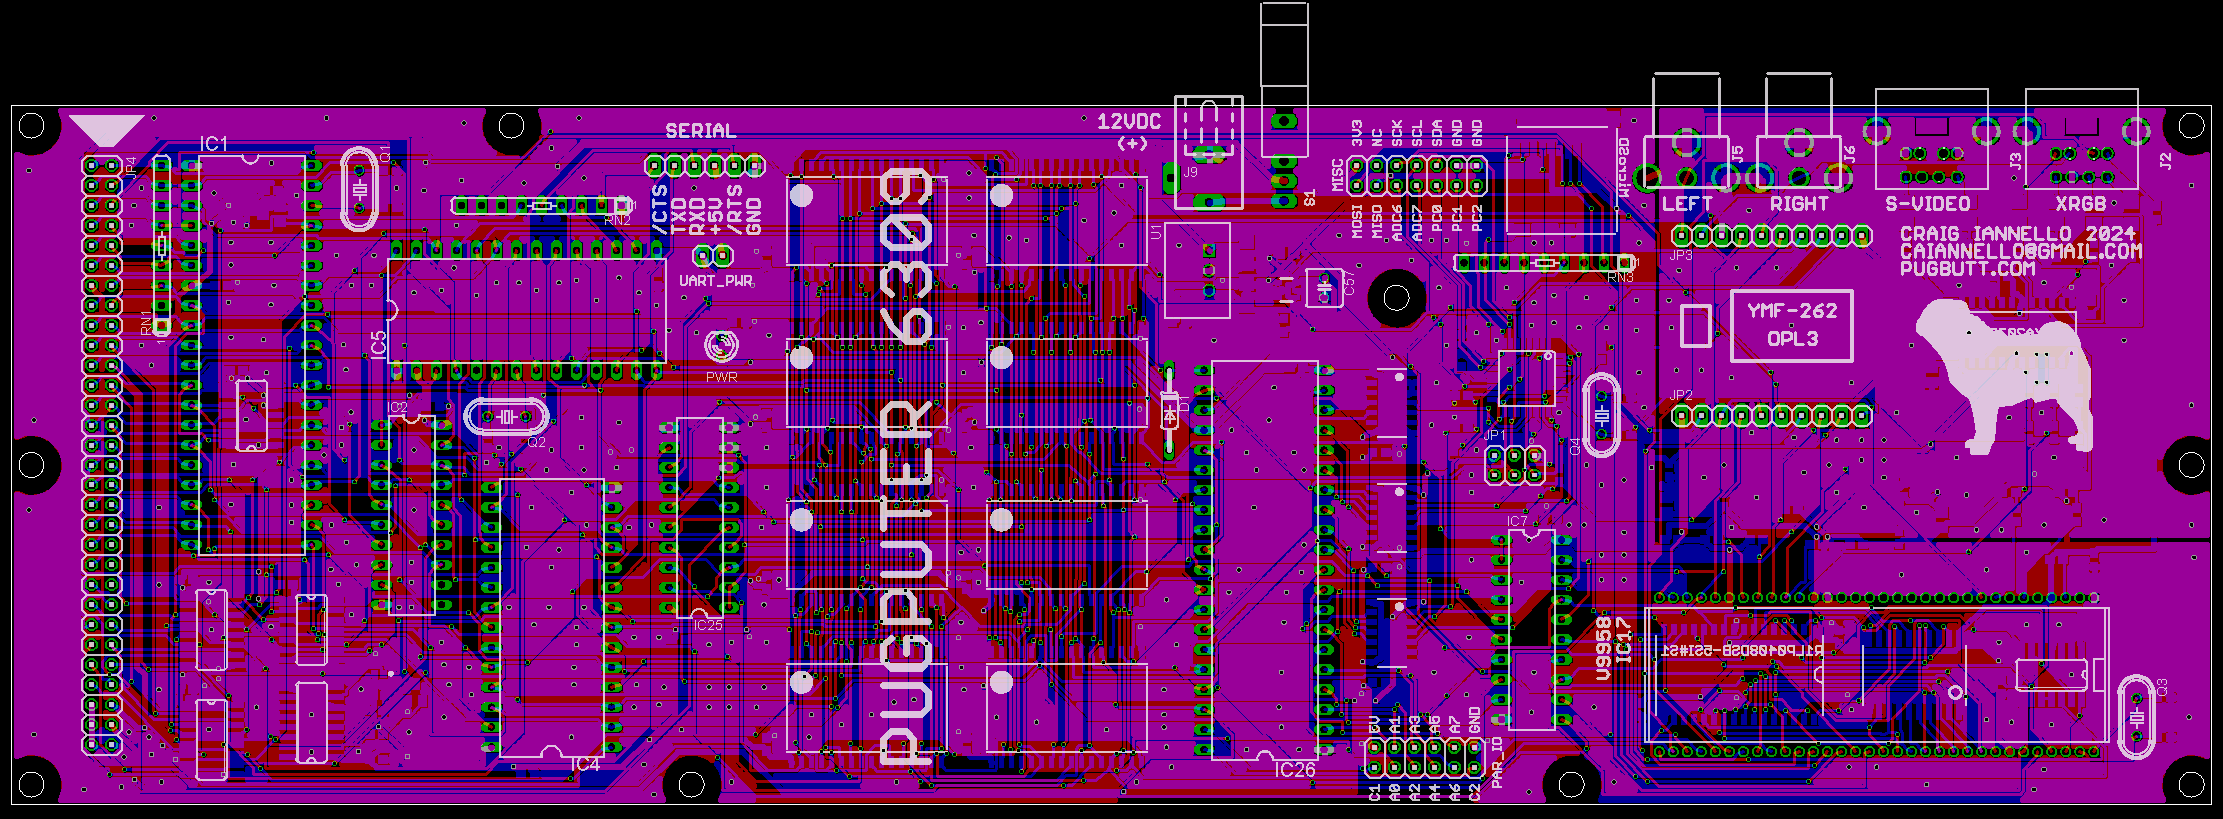 SERIAL
/CTS
TXD
RXD
+5V
/RTS
GND
UART_PWR
PWR
IC1
JP4
RN1
Q1
RN2
IC5
IC2
Q2
IC4
IC25
PUGPUTER 6309
12VDC
(+)
J9
S1
U1
C57
D1
MISC
3V3
NC
SCK
SCL
SDA
GND
GND
MOSI
MISO
ADC6
ADC7
PC0
PC1
PC2
MicroSD
RN3
LEFT
J5
RIGHT
J6
S-VIDEO
J3
XRGB
J2
CRAIG IANNELLO 2024
CAIANNELLO@GMAIL.COM
PUGBUTT.COM
JP3
YMF-262
OPL3
JP2
JP1
Q4
IC7
IC26
V9958
IC17
R1LP0408DSB-5SI#S1
Q3
5V
A1
A3
A5
A7
GND
C1
A0
A2
A4
A6
C2
PAR_IO